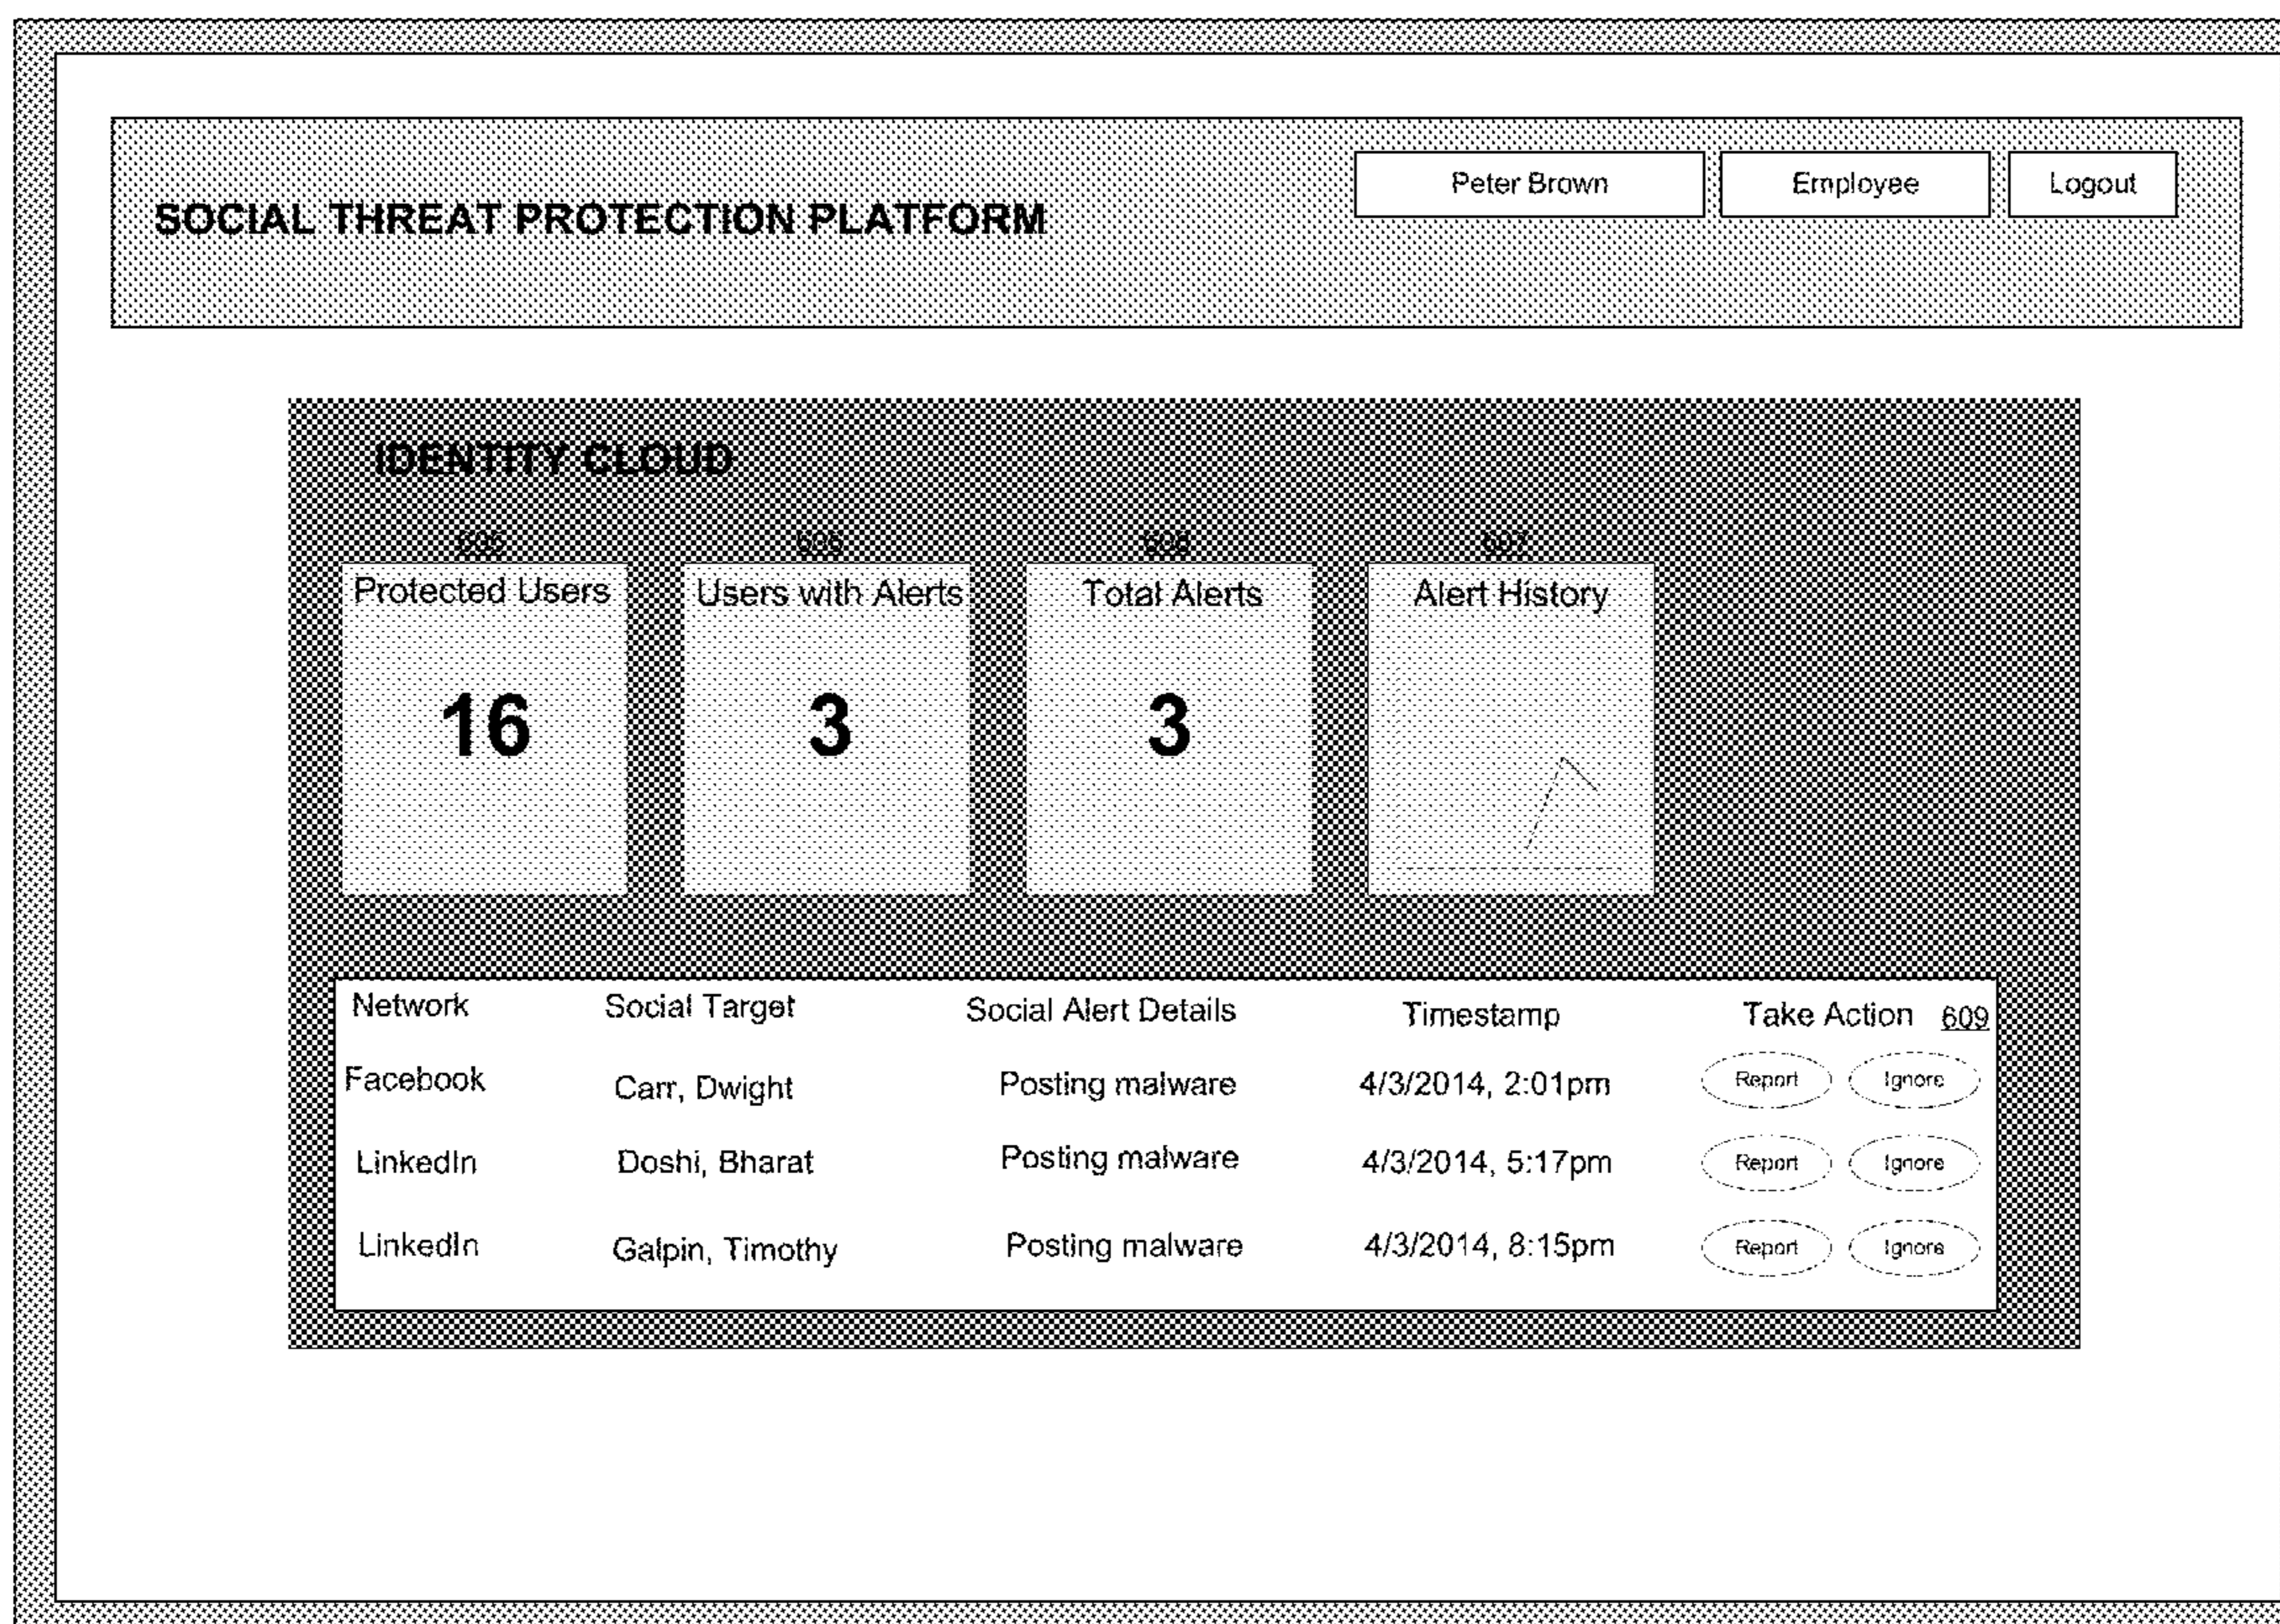 Peter Brown Employee Logout
SOCIAL THREAT PROTECTION PLATFORM
IDENTITY CLOUD
Protected Users Users with Alerts Total Alerts Alert History
16 3 3
Network Social Target Social Alert Details Timestamp Take Action 609
Facebook Carr, Dwight Posting malware 4/3/2014, 2:01pm Report Ignore
LinkedIn Doshi, Bharat Posting malware 4/3/2014, 5:17pm Report Ignore
LinkedIn Galpin, Timothy Posting malware 4/3/2014, 8:15pm Report Ignore